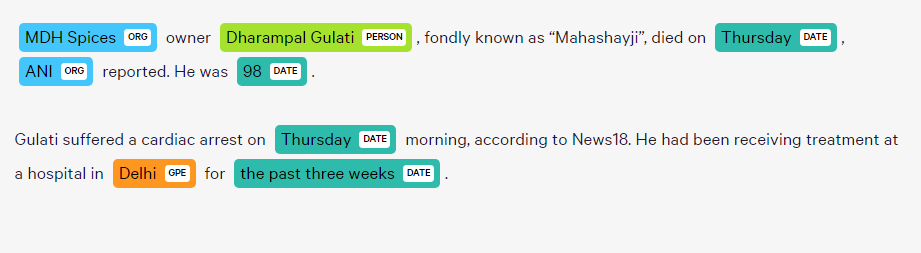 MDH Spices ORG owner Dharampal Gulati PERSON , fondly known as “Mahashayji”, died on Thursday DATE ,
ANI ORG reported. He was 98 DATE .
Gulati suffered a cardiac arrest on Thursday DATE morning, according to News18. He had been receiving treatment at
a hospital in Delhi GPE for the past three weeks DATE .